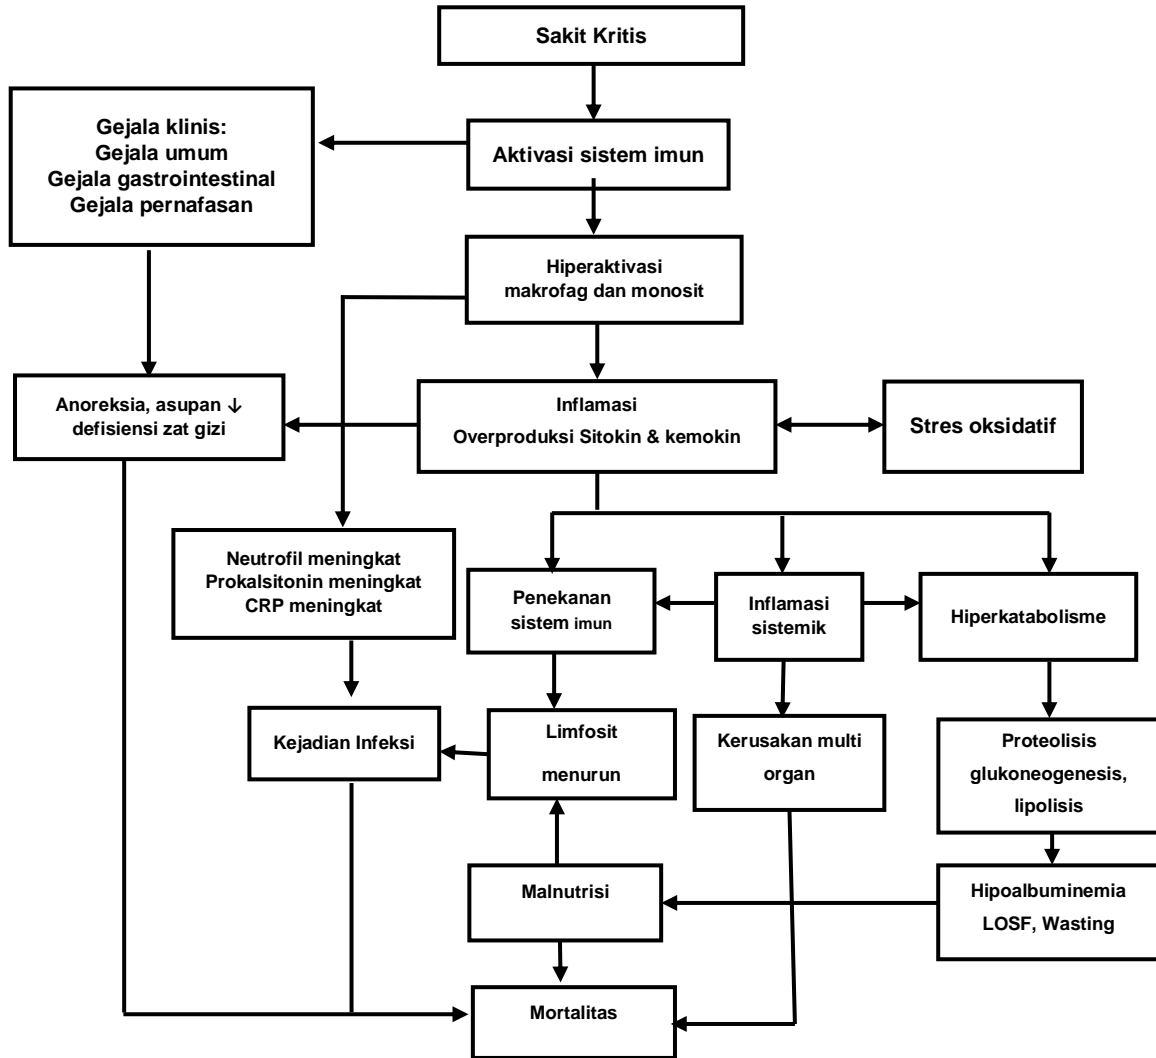 Sakit Kritis
Gejala klinis:
Gejala umum
Gejala gastrointestinal
Gejala pernafasan
Aktivasi sistem imun
Hiperaktivasi
makrofag dan monosit
Anoreksia, asupan ↓
defisiensi zat gizi
Inflamasi
Overproduksi Sitokin & kemokin
Stres oksidatif
Neutrofil meningkat
Prokalsitonin meningkat
CRP meningkat
Penekanan
sistem imun
Inflamasi
sistemik
Hiperkatabolisme
Kejadian Infeksi
Limfosit
menurun
Kerusakan multi
organ
Proteolisis
glukoneogenesis,
lipolisis
Malnutrisi
Hipoalbuminemia
LOSF, Wasting
Mortalitas